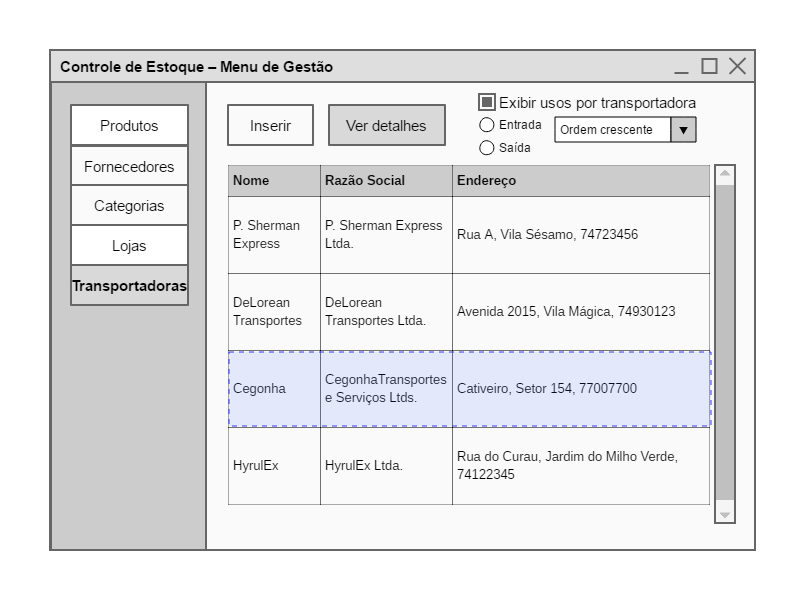 Controle de Estoque – Menu de Gestão
Produtos
Fornecedores
Categorias
Lojas
Transportadoras
Inserir
Ver detalhes
Exibir usos por transportadora
Entrada
Saída
Ordem crescente
Nome
Razão Social
Endereço
P. Sherman
Express
P. Sherman Express
Ltda.
Rua A, Vila Sésamo, 74723456
DeLorean
Transportes
DeLorean
Transportes Ltda.
Avenida 2015, Vila Mágica, 74930123
Cegonha
CegonhaTransportes
e Serviços Ltds.
Cativeiro, Setor 154, 77007700
HyrulEx
HyrulEx Ltda.
Rua do Curau, Jardim do Milho Verde,
74122345